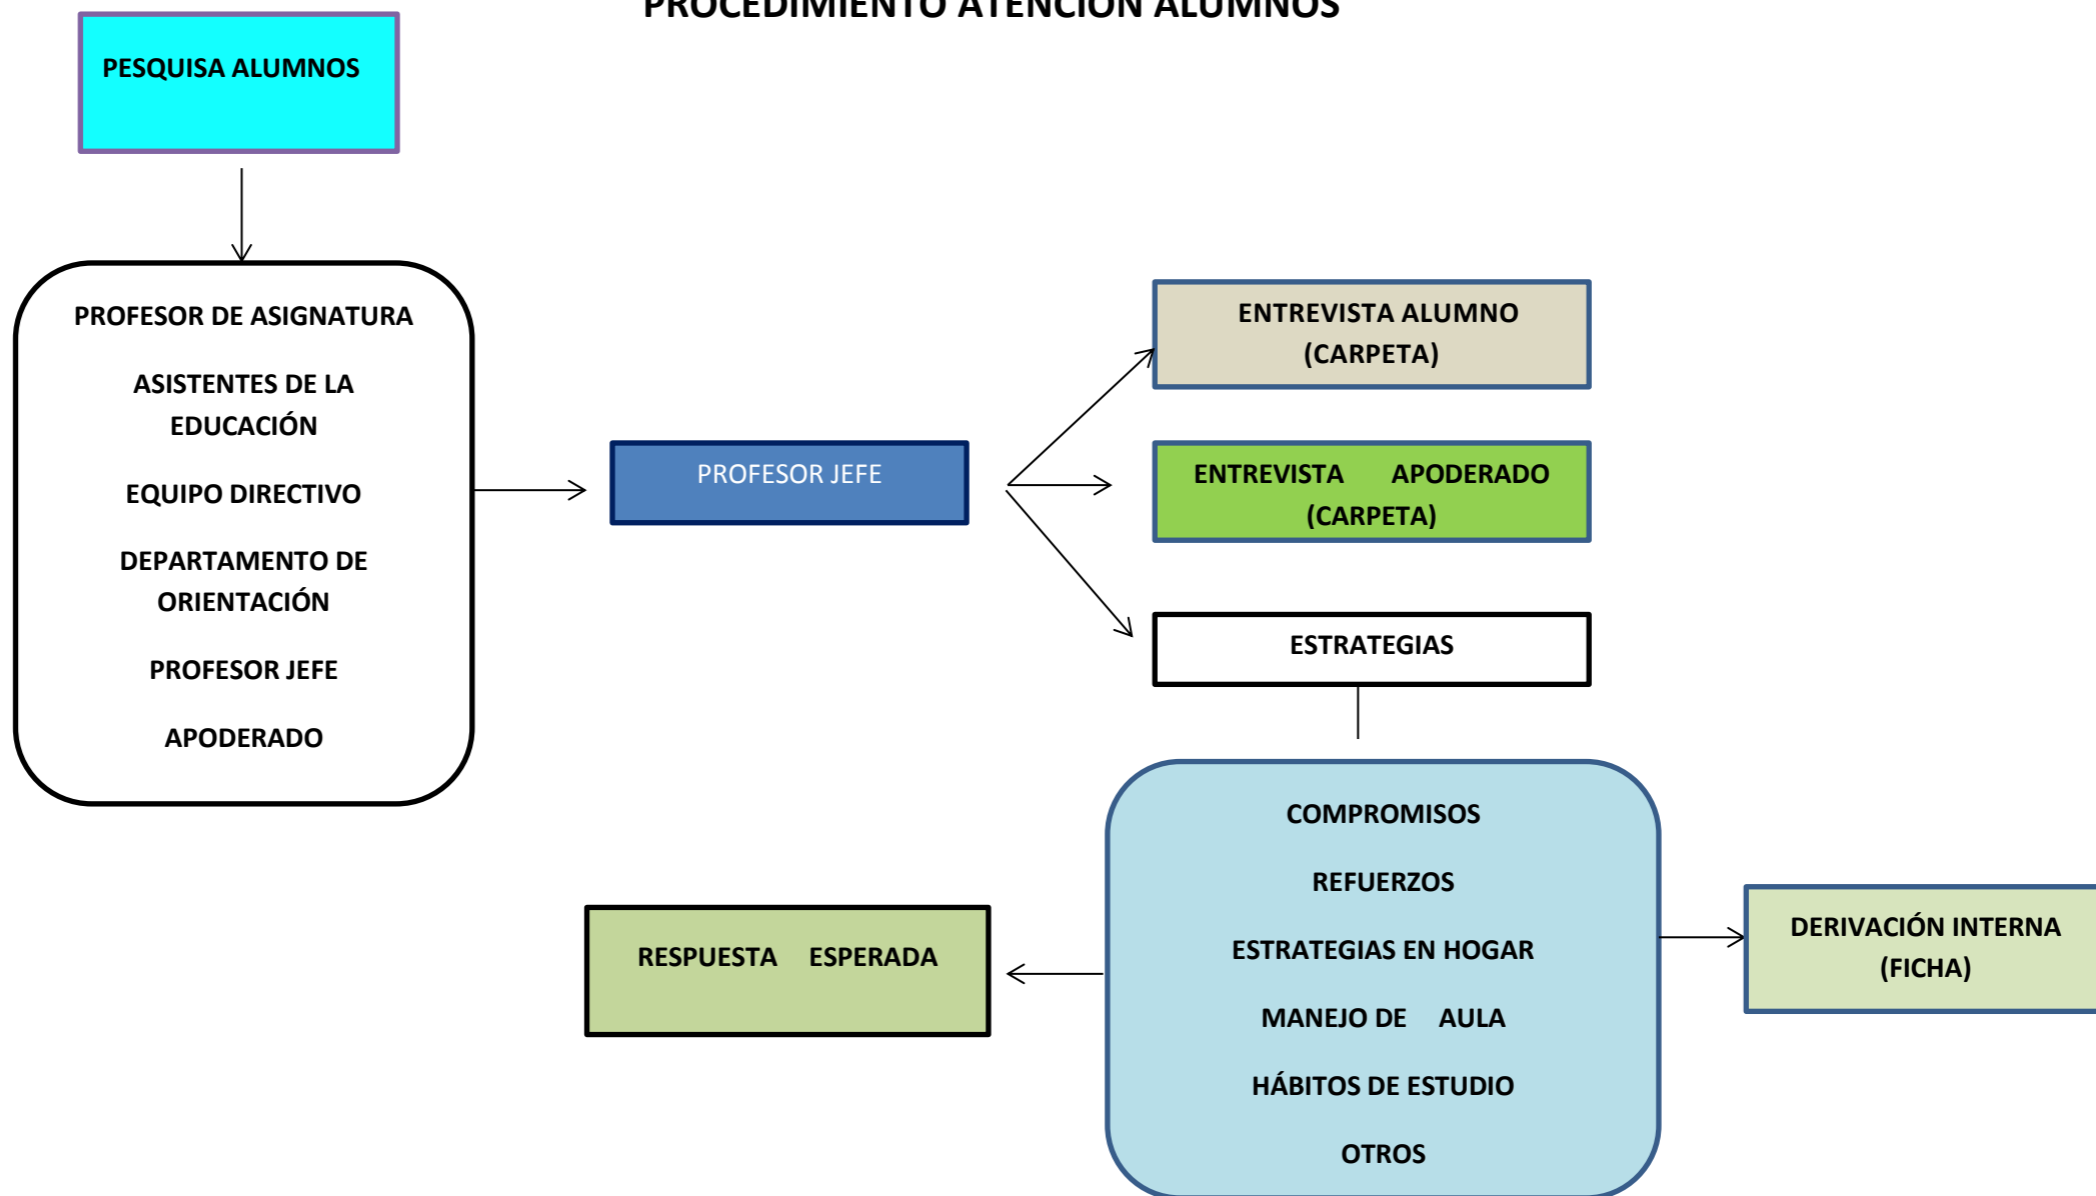 PROCEDIMIENTO ATENCION ALUMNOS
PESQUISA ALUMNOS
PROFESOR DE ASIGNATURA
ASISTENTES DE LA
EDUCACIÓN
EQUIPO DIRECTIVO
DEPARTAMENTO DE
ORIENTACIÓN
PROFESOR JEFE
APODERADO
PROFESOR JEFE
ENTREVISTA ALUMNO
(CARPETA)
ENTREVISTA APODERADO
(CARPETA)
ESTRATEGIAS
COMPROMISOS
REFUERZOS
ESTRATEGIAS EN HOGAR
MANEJO DE AULA
HÁBITOS DE ESTUDIO
OTROS
RESPUESTA ESPERADA
DERIVACIÓN INTERNA
(FICHA)